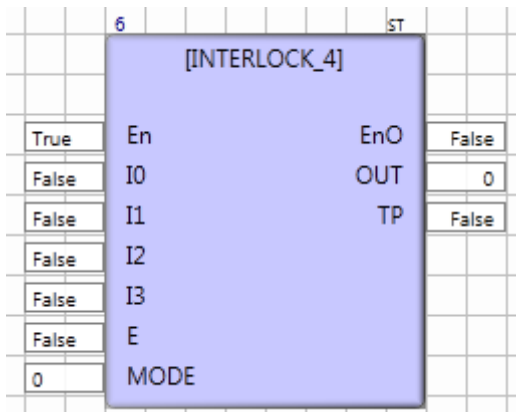 6 ST
[INTERLOCK_4]
True En EnO False
False I0 OUT 0
False I1 TP False
False I2
False I3
False E
0 MODE